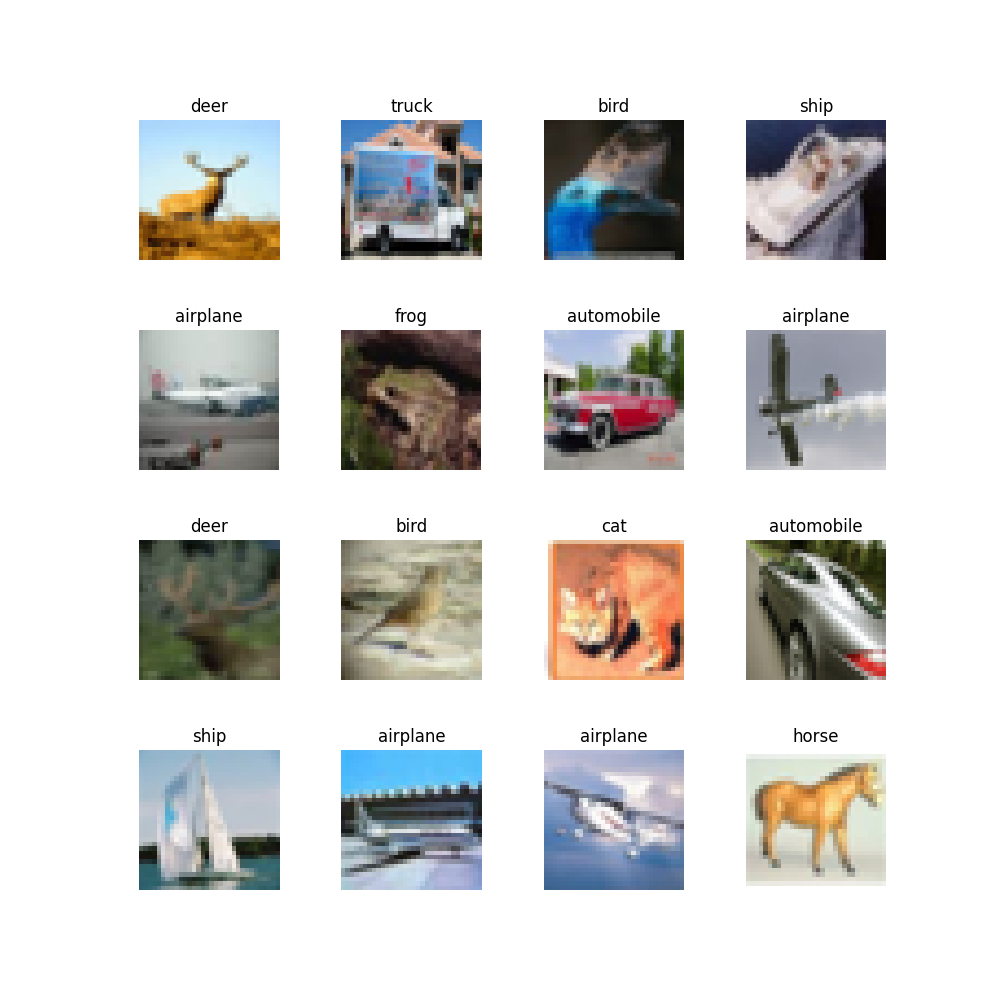 deer
truck
bird
ship
airplane
frog
automobile
airplane
deer
bird
cat
automobile
ship
airplane
airplane
horse